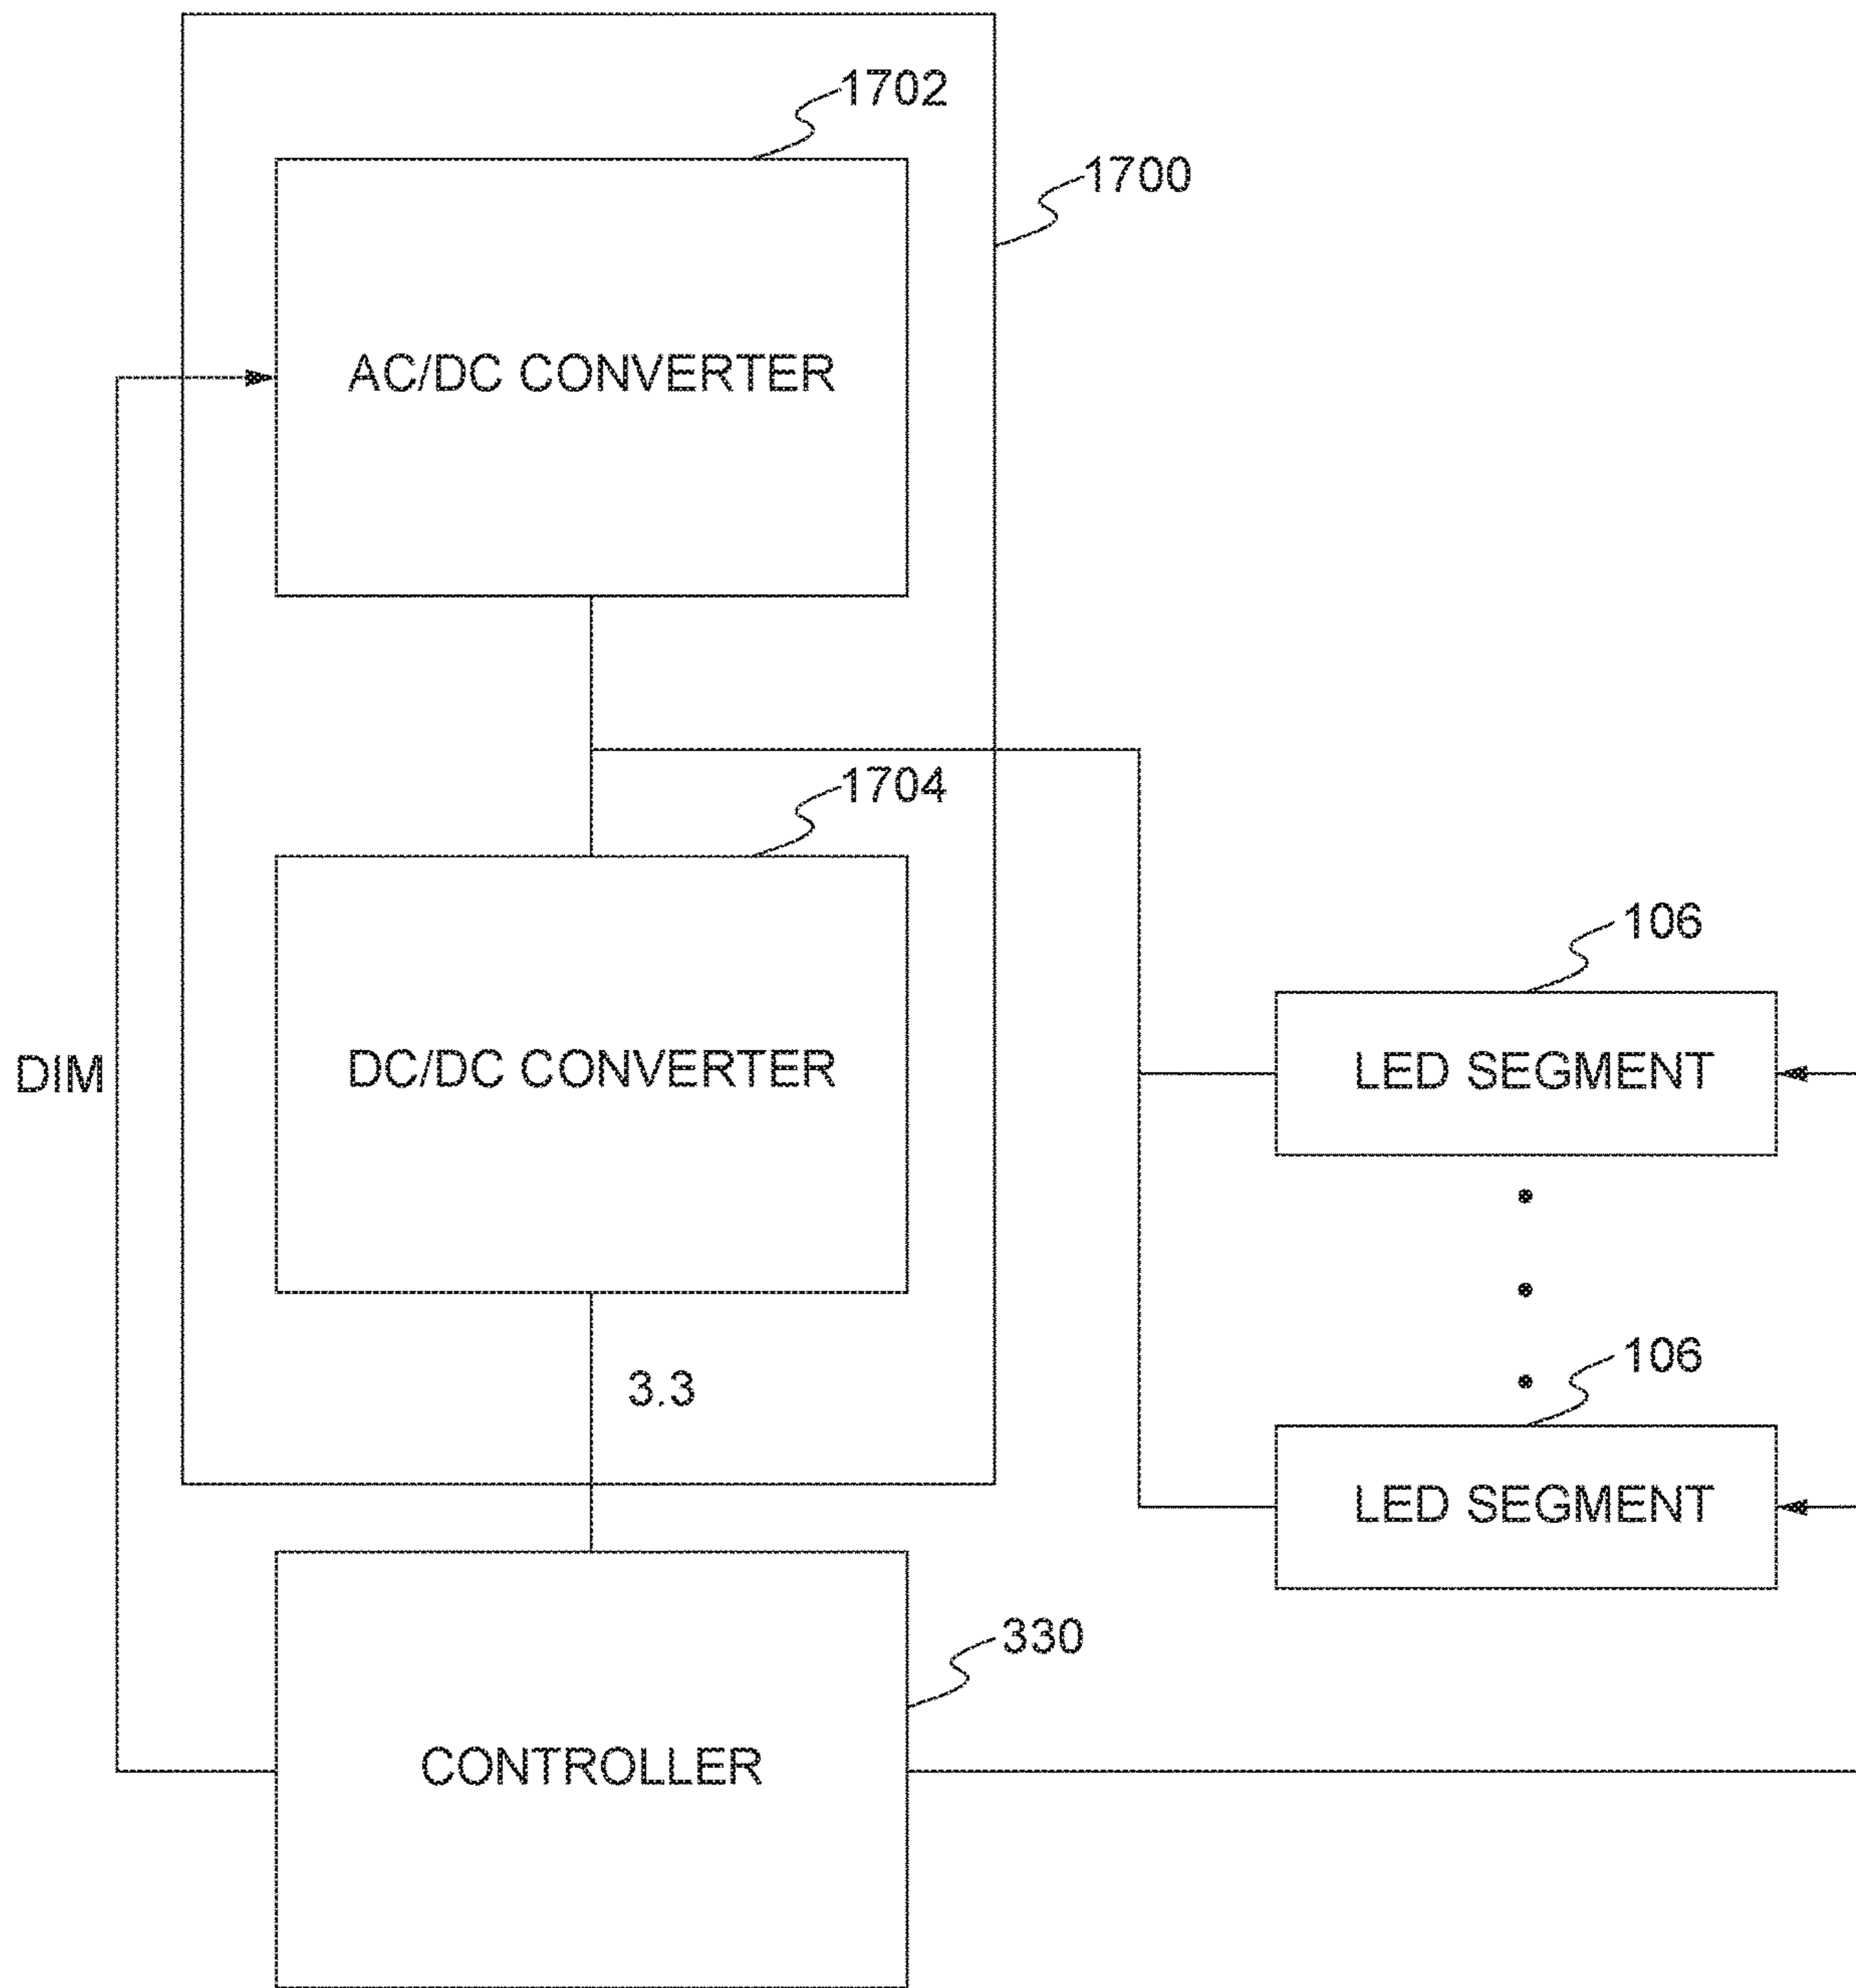 1702
1700
AC/DC CONVERTER
1704
106
DIM
DC/DC CONVERTER
LED SEGMENT
3.3
106
LED SEGMENT
330
CONTROLLER